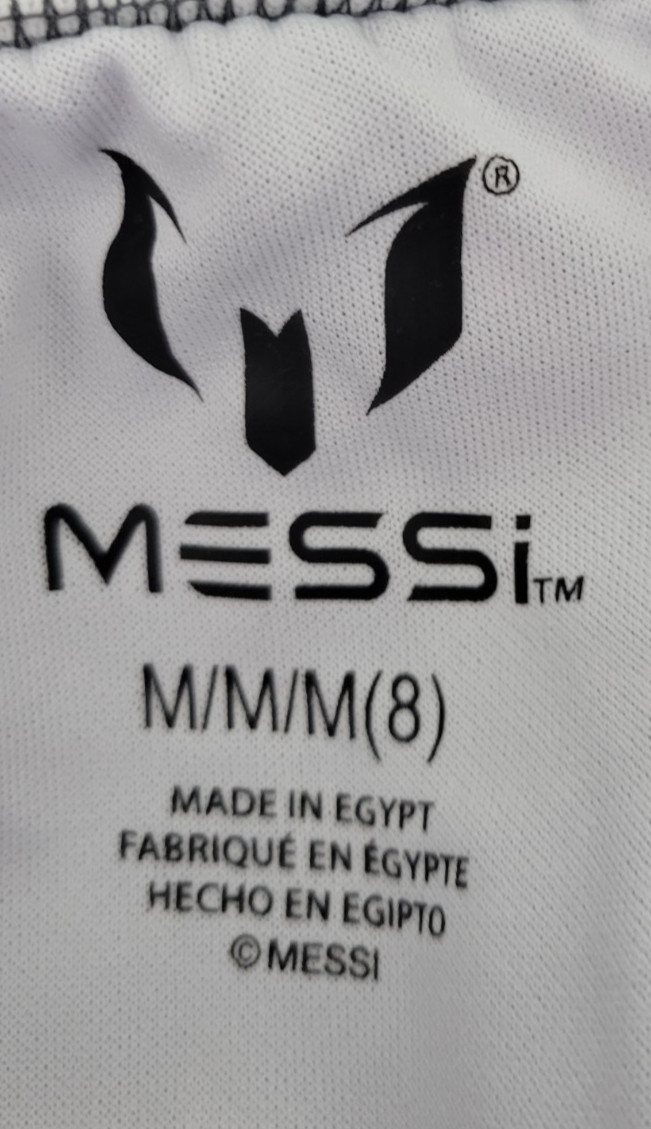 ®
MESSi™
M/M/M(8)
MADE IN EGYPT
FABRIQUÉ EN ÉGYPTE
HECHO EN EGIPTO
©MESSI